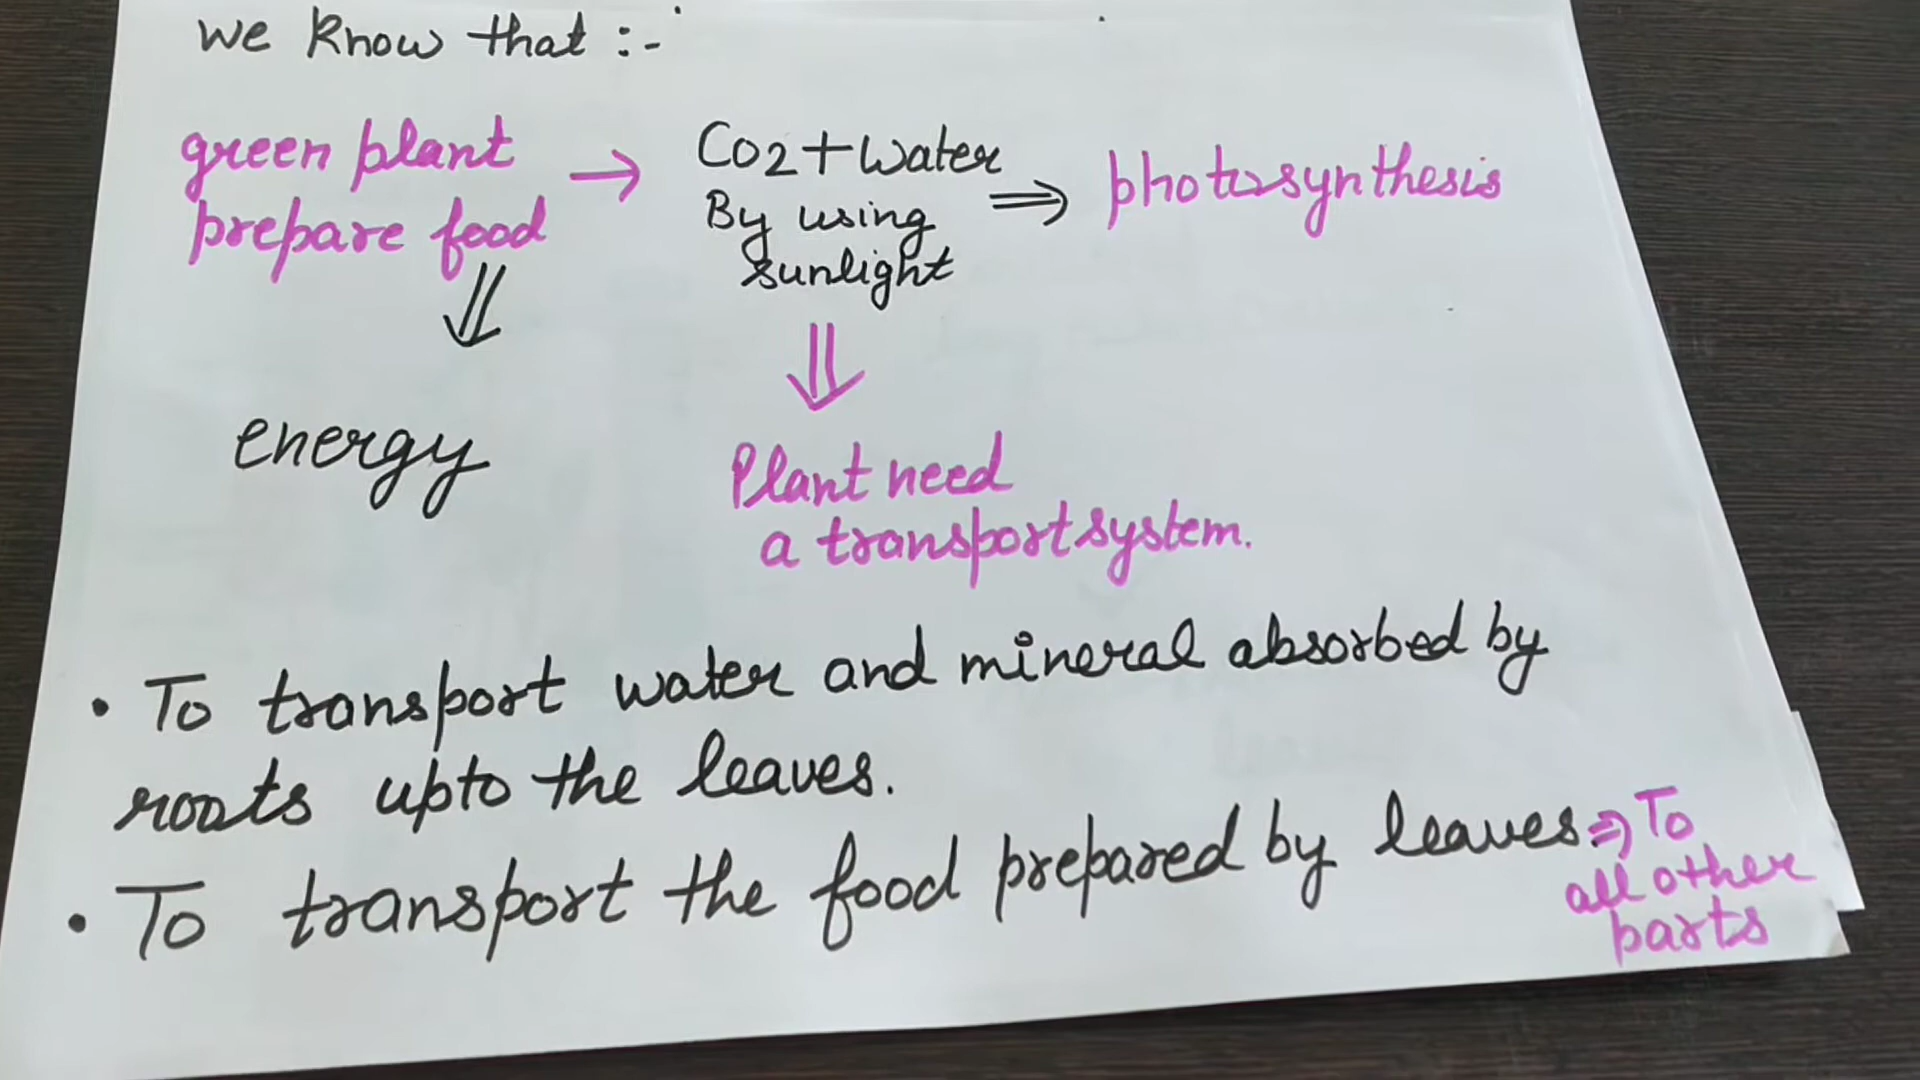 We know that :-
green plant
prepare food
→
Co2+Water
By using
sunlight
⇒
photosynthesis
⇓
energy
⇓
Plant need
a transport system.
• To transport water and mineral absorbed by
roots upto the leaves.
• To transport the food prepared by leaves ⇒ To
all other
parts